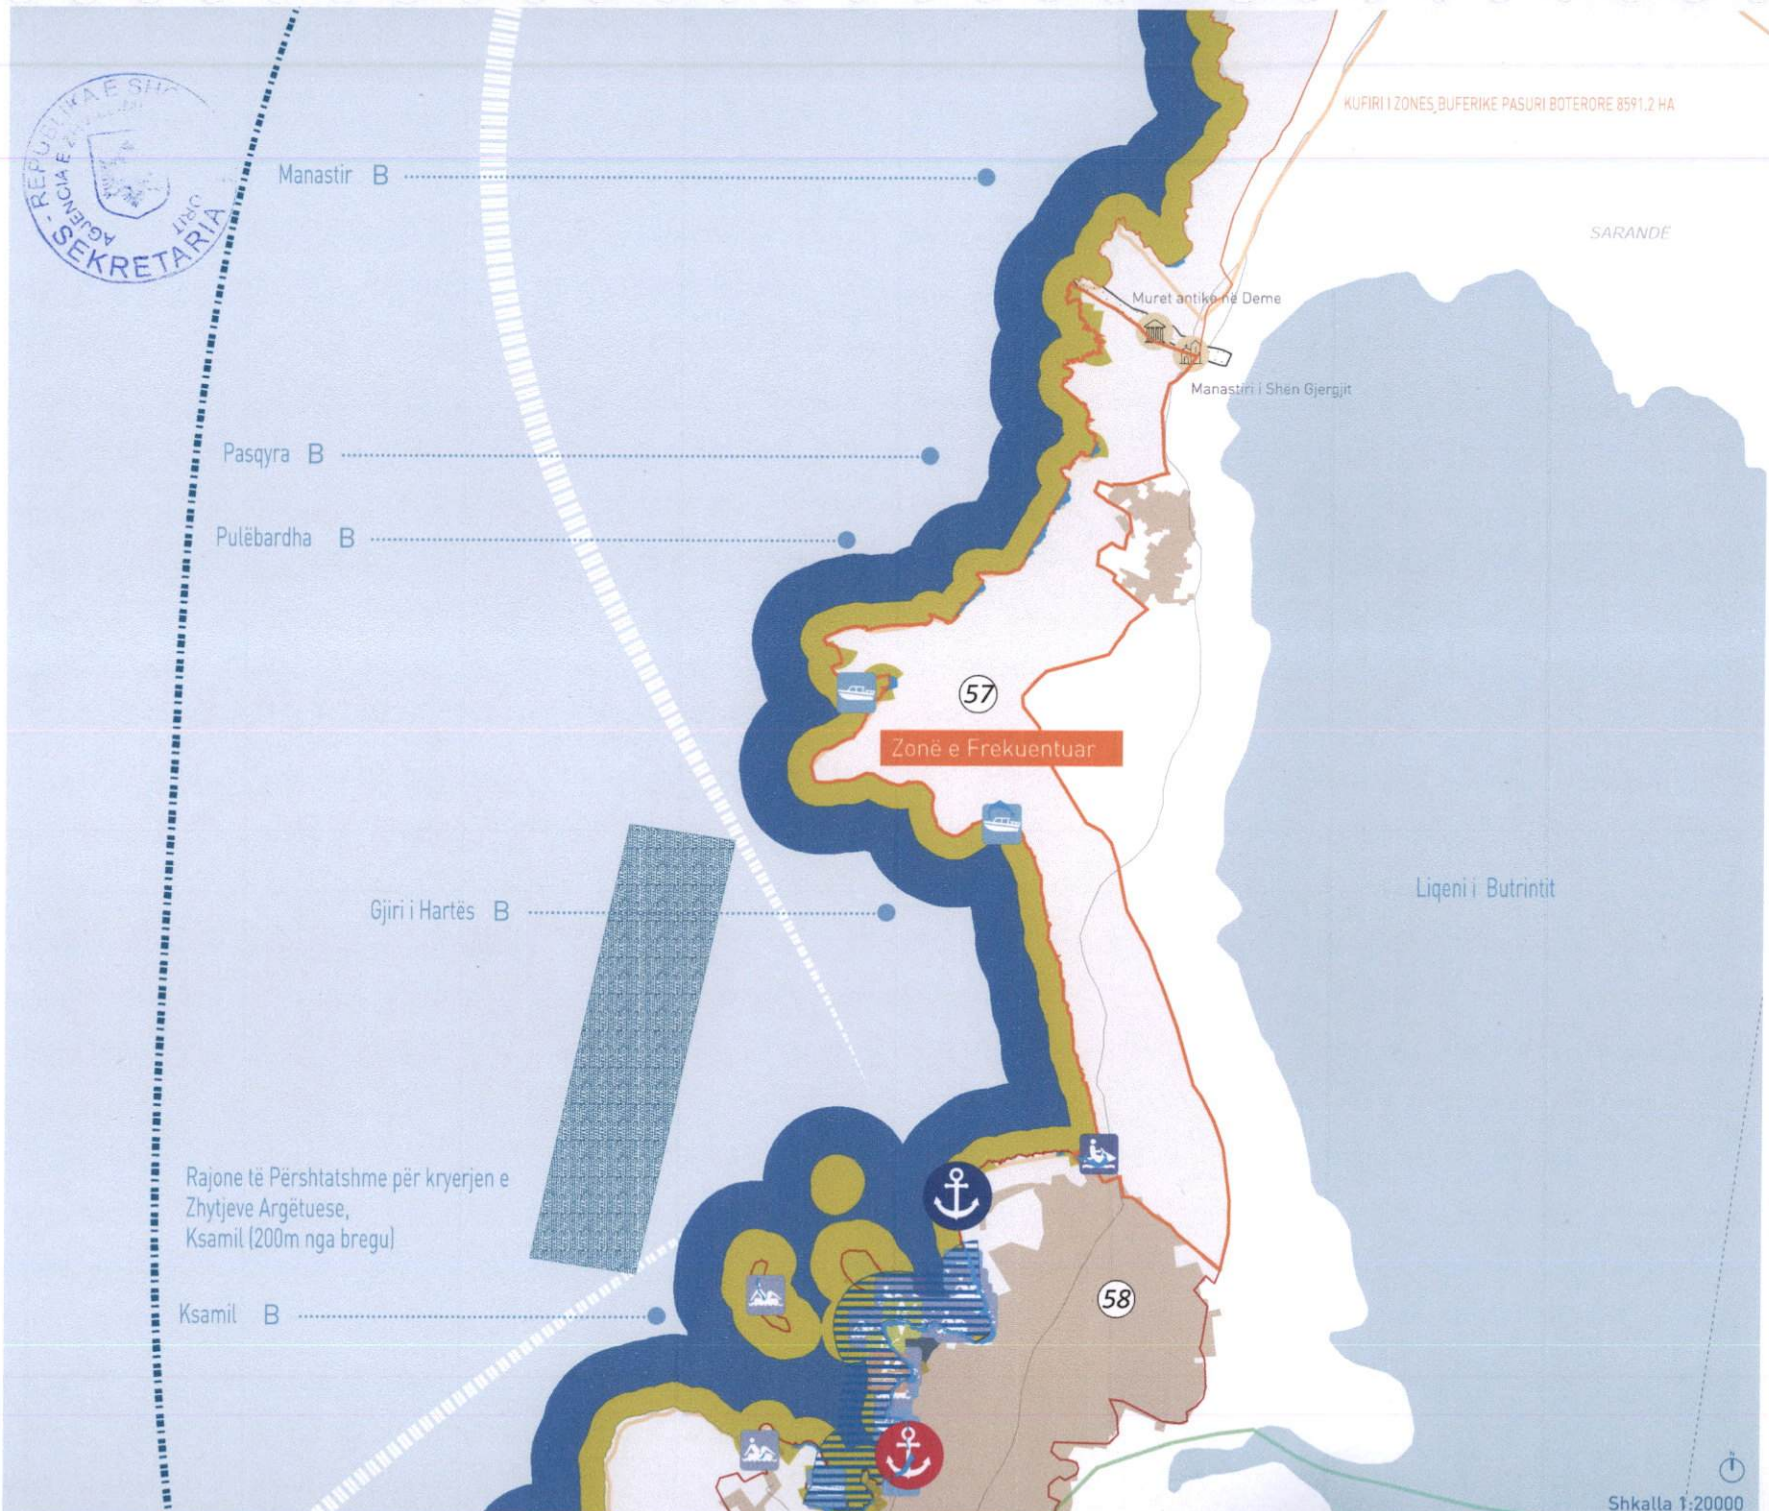 KUFIRI I ZONES BUFERIKE PASURI BOTERORE 8591.2 HA
REPUBLIKA E SH
AGJENCIA E
ORIT
SEKRETARIA
Manastir B
SARANDË
Muret antike në Deme
Manastiri i Shën Gjergjit
Pasqyra B
Pulëbardha B
57
Zonë e Frekuentuar
Liqeni i Butrintit
Gjiri i Hartës B
Rajone të Përshtatshme për kryerjen e
Zhytjeve Argëtuese,
Ksamil (200m nga bregu)
58
Ksamil B
Shkalla 1:20000